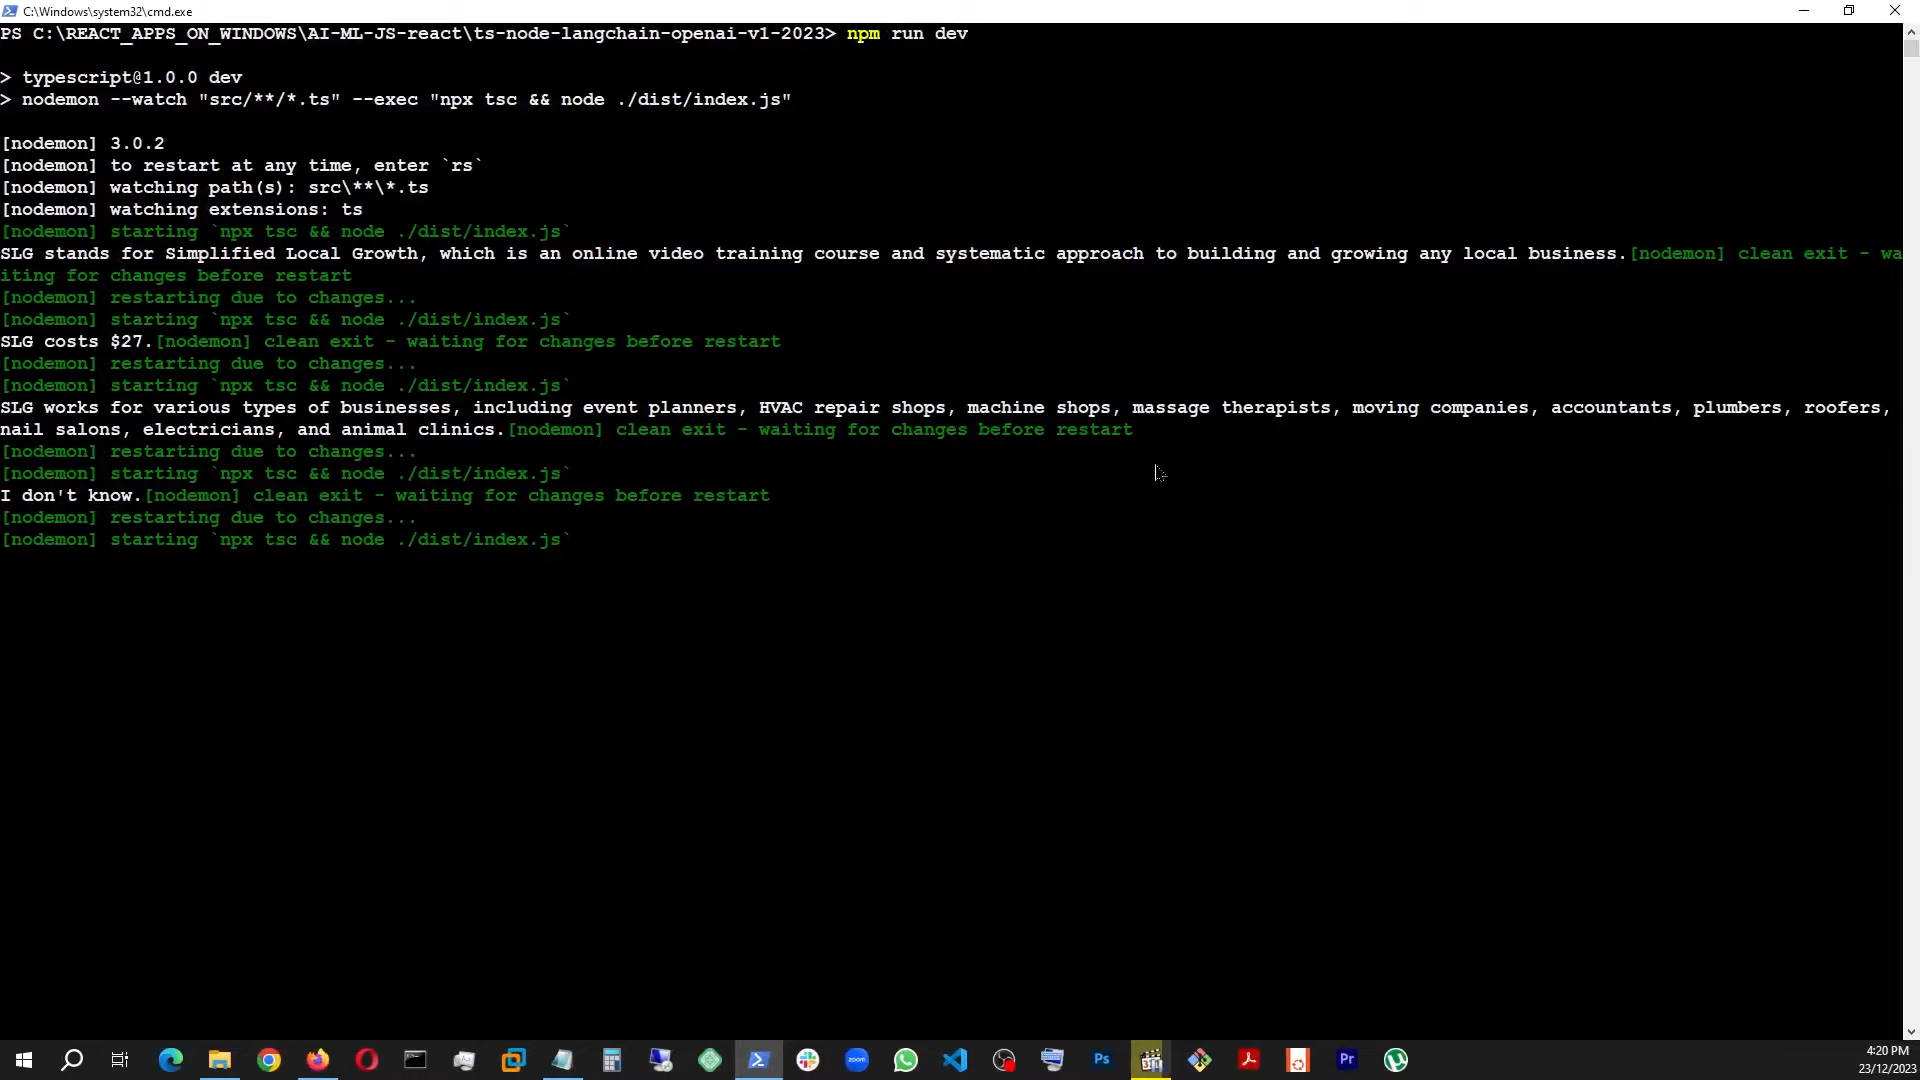 C:\Windows\system32\cmd.exe
PS C:\REACT_APPS_ON_WINDOWS\AI-ML-JS-react\ts-node-langchain-openai-v1-2023> npm run dev
> typescript@1.0.0 dev
> nodemon --watch "src/**/*.ts" --exec "npx tsc && node ./dist/index.js"
[nodemon] 3.0.2
[nodemon] to restart at any time, enter `rs`
[nodemon] watching path(s): src\**\*.ts
[nodemon] watching extensions: ts
[nodemon] starting `npx tsc && node ./dist/index.js`
SLG stands for Simplified Local Growth, which is an online video training course and systematic approach to building and growing any local business.[nodemon] clean exit - wa
iting for changes before restart
[nodemon] restarting due to changes...
[nodemon] starting `npx tsc && node ./dist/index.js`
SLG costs $27.[nodemon] clean exit - waiting for changes before restart
[nodemon] restarting due to changes...
[nodemon] starting `npx tsc && node ./dist/index.js`
SLG works for various types of businesses, including event planners, HVAC repair shops, machine shops, massage therapists, moving companies, accountants, plumbers, roofers,
nail salons, electricians, and animal clinics.[nodemon] clean exit - waiting for changes before restart
[nodemon] restarting due to changes...
[nodemon] starting `npx tsc && node ./dist/index.js`
I don't know.[nodemon] clean exit - waiting for changes before restart
[nodemon] restarting due to changes...
[nodemon] starting `npx tsc && node ./dist/index.js`
zoom
Ps
Pr
4:20 PM
23/12/2023